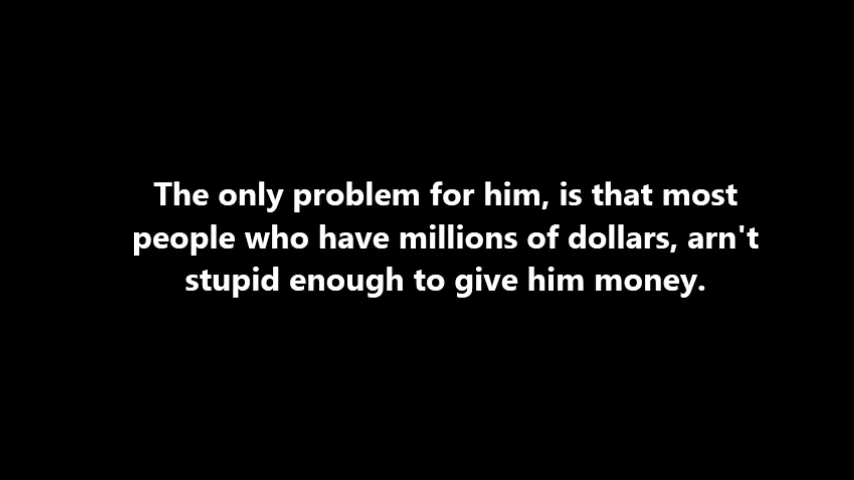 The only problem for him, is that most
people who have millions of dollars, arn't
stupid enough to give him money.